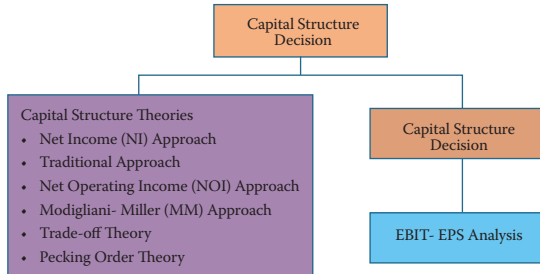 Capital Structure
Decision
Capital Structure Theories
• Net Income (NI) Approach
• Traditional Approach
• Net Operating Income (NOI) Approach
• Modigliani- Miller (MM) Approach
• Trade-off Theory
• Pecking Order Theory
Capital Structure
Decision
EBIT- EPS Analysis